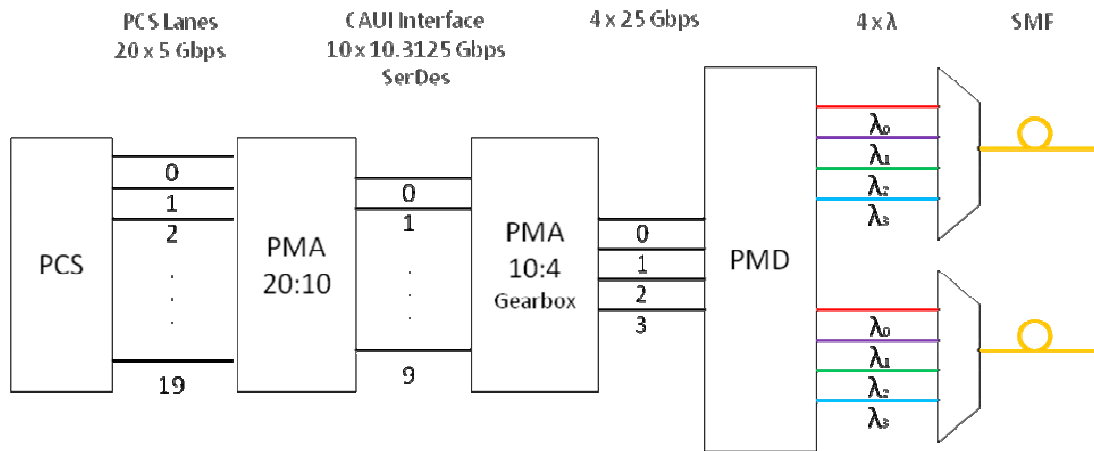 PCS Lanes
20 x 5 Gbps
CAUI Interface
10 x 10.3125 Gbps
SerDes
4 x 25 Gbps
4 x λ
SMF
PCS
0
1
2
.
.
.
19
PMA
20:10
0
1
.
.
.
9
PMA
10:4
Gearbox
0
1
2
3
PMD
λ₀
λ₁
λ₂
λ₃
λ₀
λ₁
λ₂
λ₃